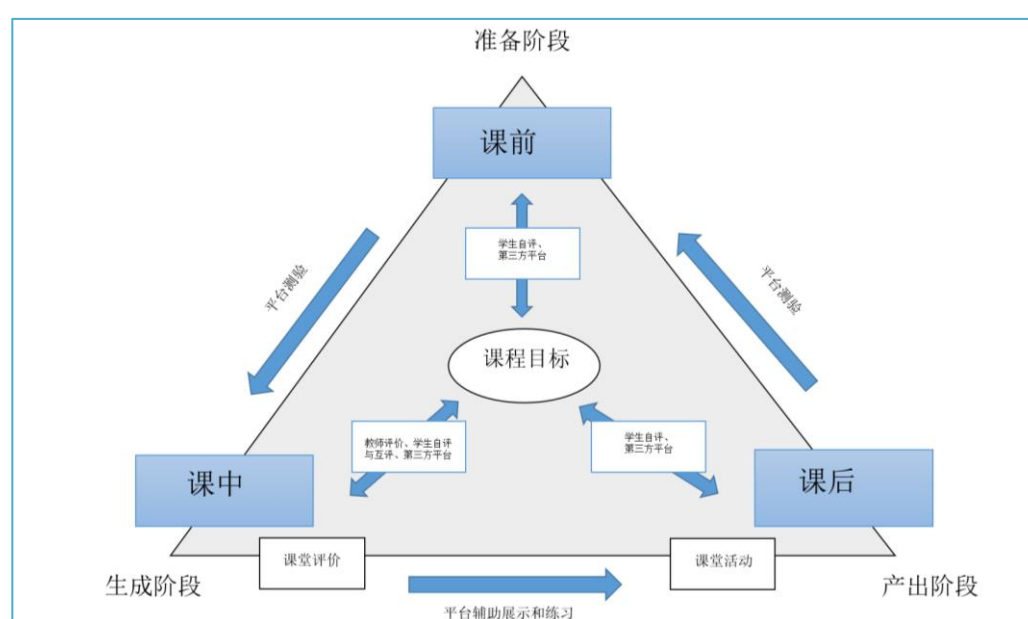 准备阶段
课前
学生自评、
第三方平台
平台测验
平台测验
课程目标
教师评价、学生自评
与互评、第三方平台
学生自评、
第三方平台
课中
课后
课堂评价
课堂活动
生成阶段
产出阶段
平台辅助展示和练习